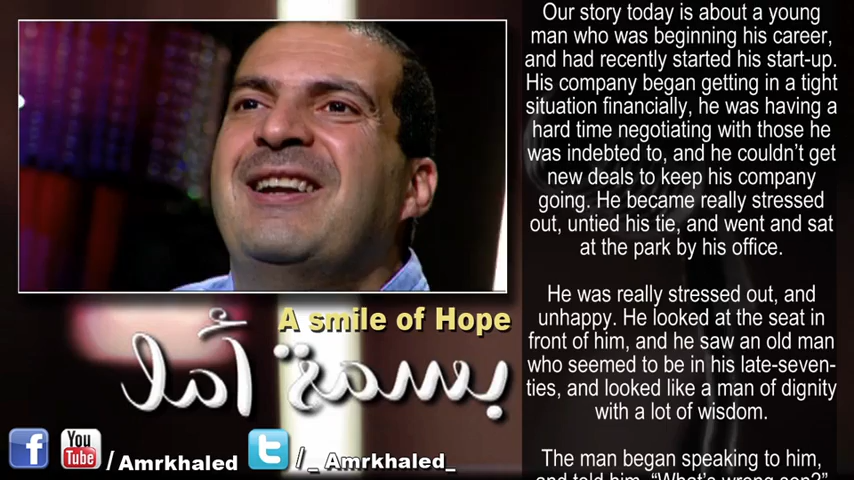 Our story today is about a young
man who was beginning his career,
and had recently started his start-up.
His company began getting in a tight
situation financially, he was having a
hard time negotiating with those he
was indebted to, and he couldn’t get
new deals to keep his company
going. He became really stressed
out, untied his tie, and went and sat
at the park by his office.
He was really stressed out, and
unhappy. He looked at the seat in
front of him, and he saw an old man
who seemed to be in his late-seven-
ties, and looked like a man of dignity
with a lot of wisdom.
The man began speaking to him,
and told him, “What’s wrong son?”
A smile of Hope
بسمة أمل
f You Tube /Amrkhaled t /_Amrkhaled_